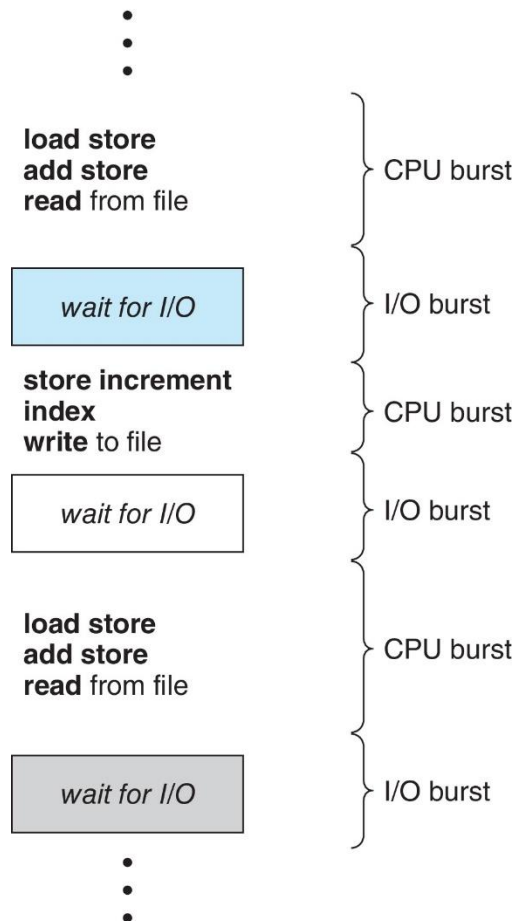 load store
add store
read from file
CPU burst
wait for I/O
I/O burst
store increment
index
write to file
CPU burst
wait for I/O
I/O burst
load store
add store
read from file
CPU burst
wait for I/O
I/O burst